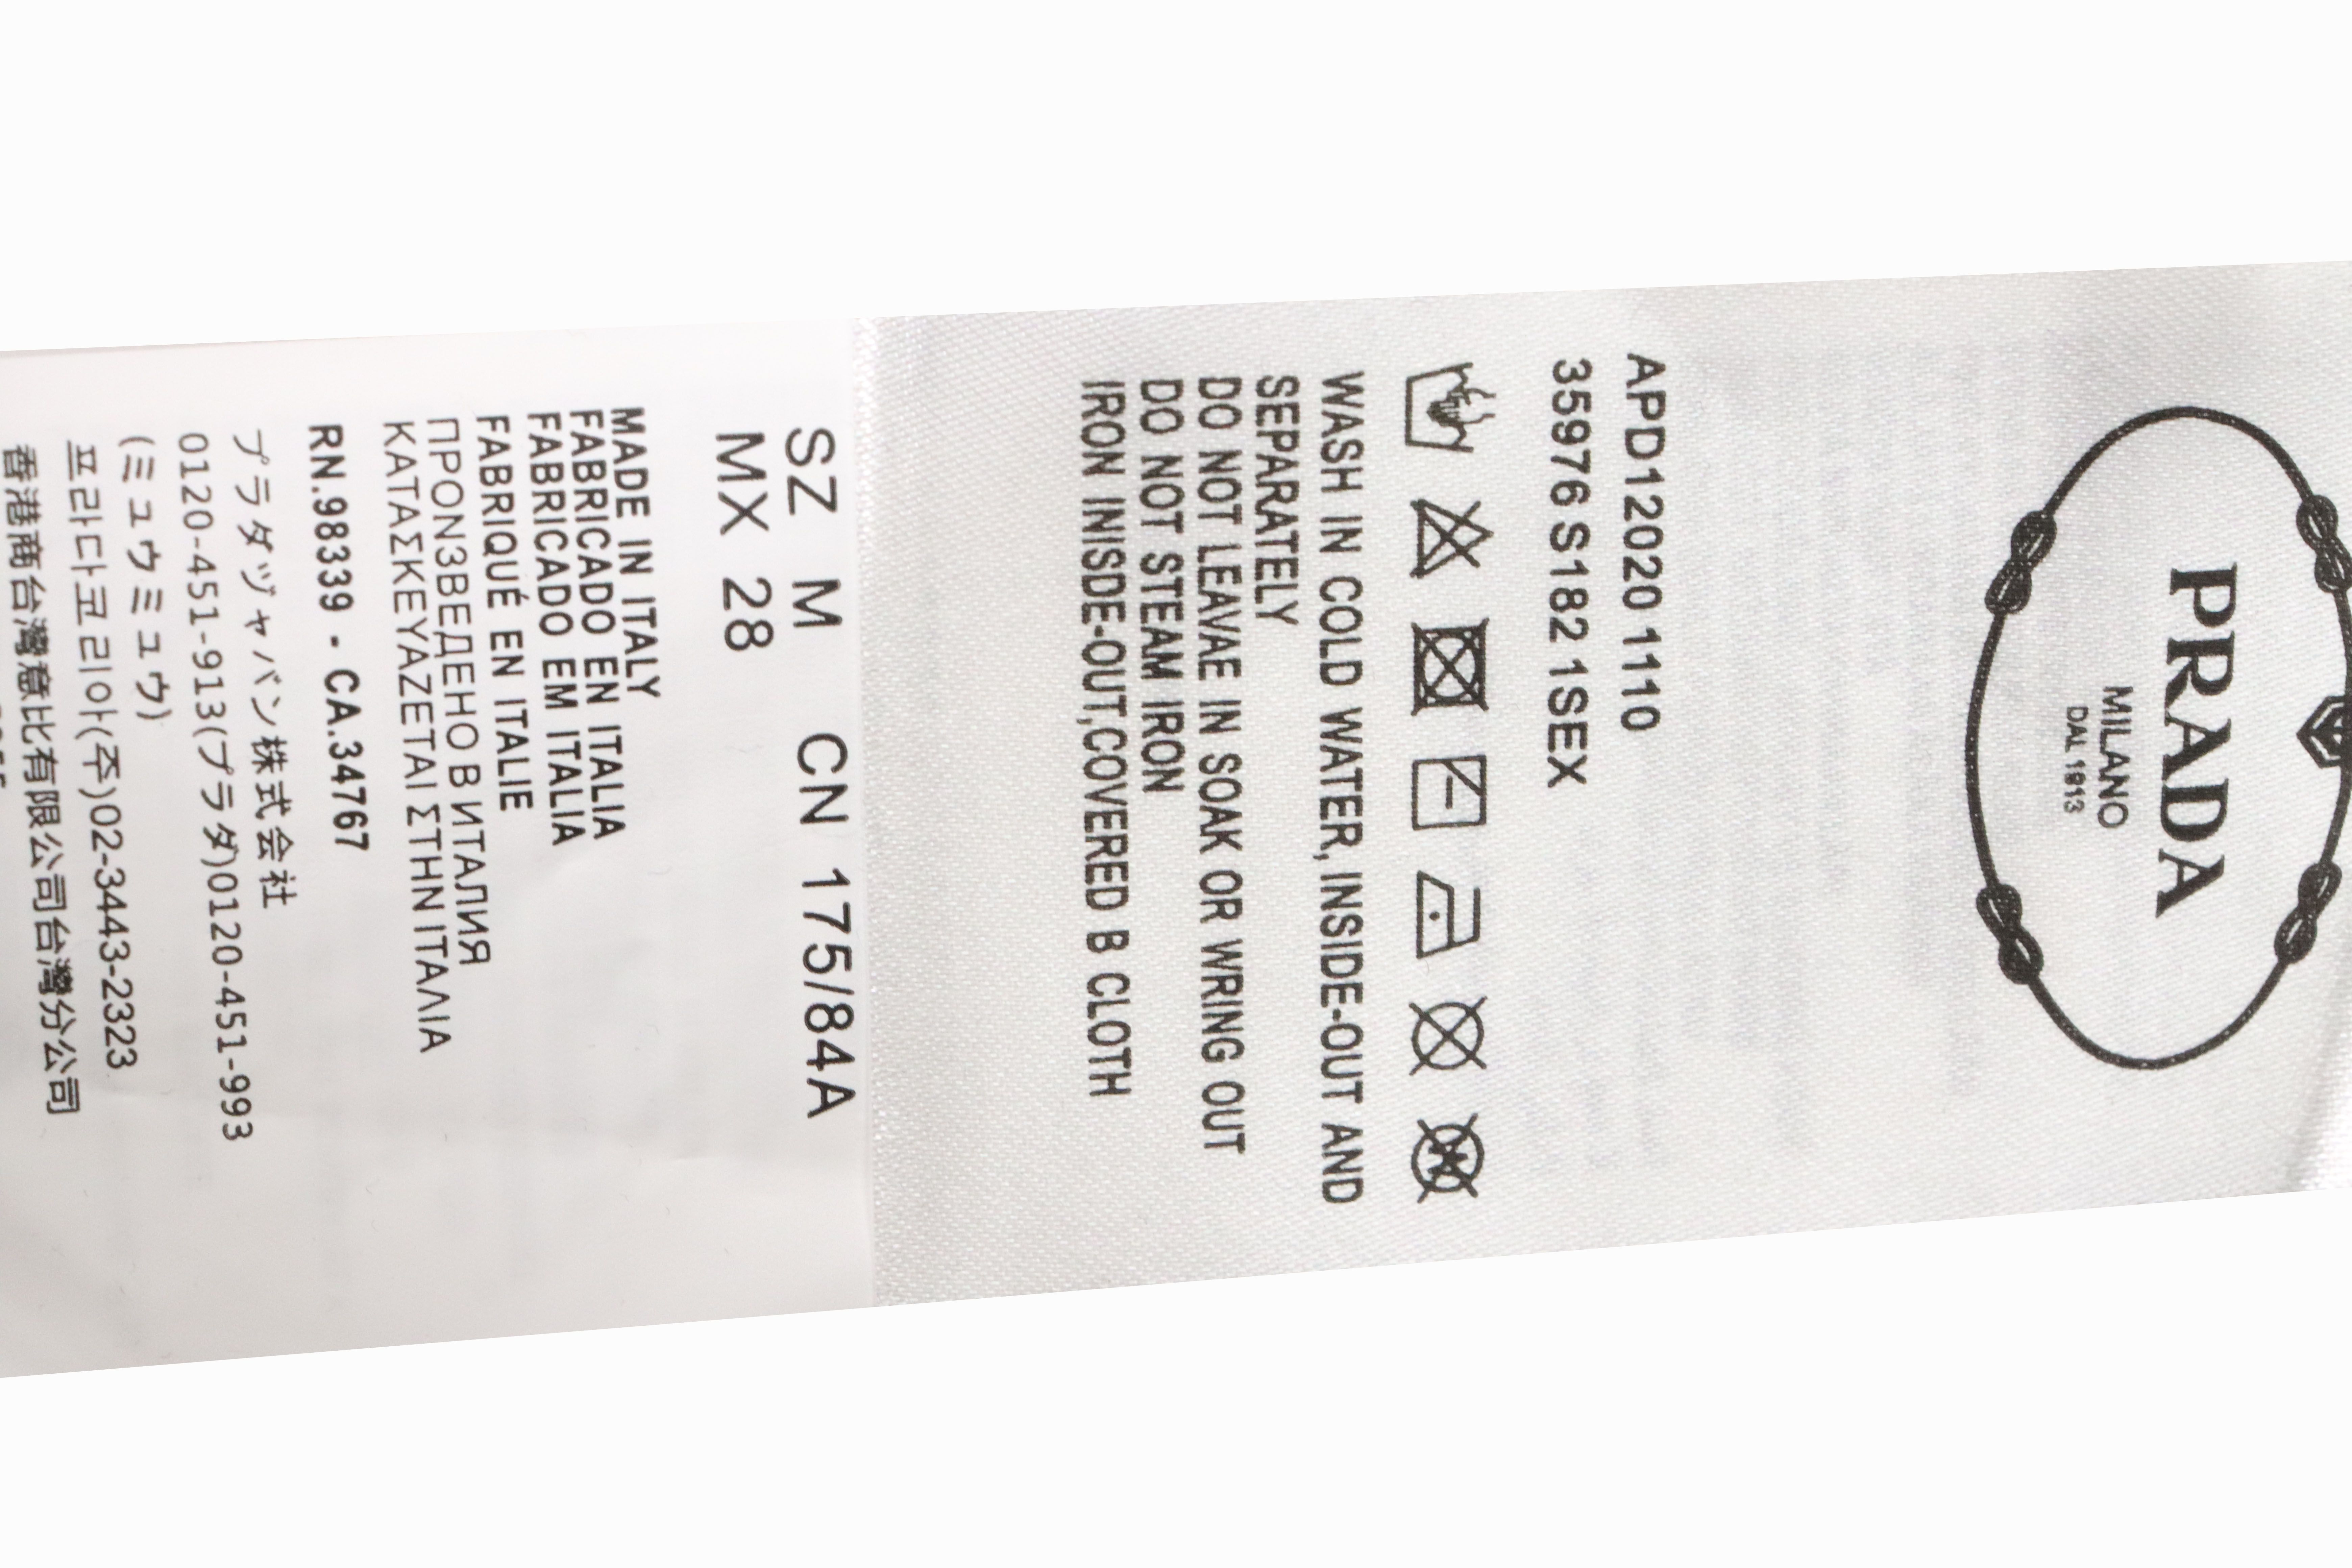 PRADA
MILANO
DAL 1913
APD12020 1110
35976 S182 1SEX
WASH IN COLD WATER, INSIDE-OUT AND
SEPARATELY
DO NOT LEAVAE IN SOAK OR WRING OUT
DO NOT STEAM IRON
IRON INISDE-OUT,COVERED B CLOTH
SZ M CN 175/84A
MX 28
MADE IN ITALY
FABRICADO EN ITALIA
FABRICADO EM ITALIA
FABRIQUÉ EN ITALIE
ПРОNЗВЕДЕНО В ИТАЛИЯ
ΚΑΤΑΣΚΕΥΑΖΕΤΑΙ ΣΤΗΝ ΙΤΑΛΙΑ
RN.98339 - CA.34767
プラダヅャパン株式会社
0120-451-913(プラダ)0120-451-993
(ミュウミュウ)
프라다코리아(주)02-3443-2323
香港商台灣意比有限公司台灣分公司